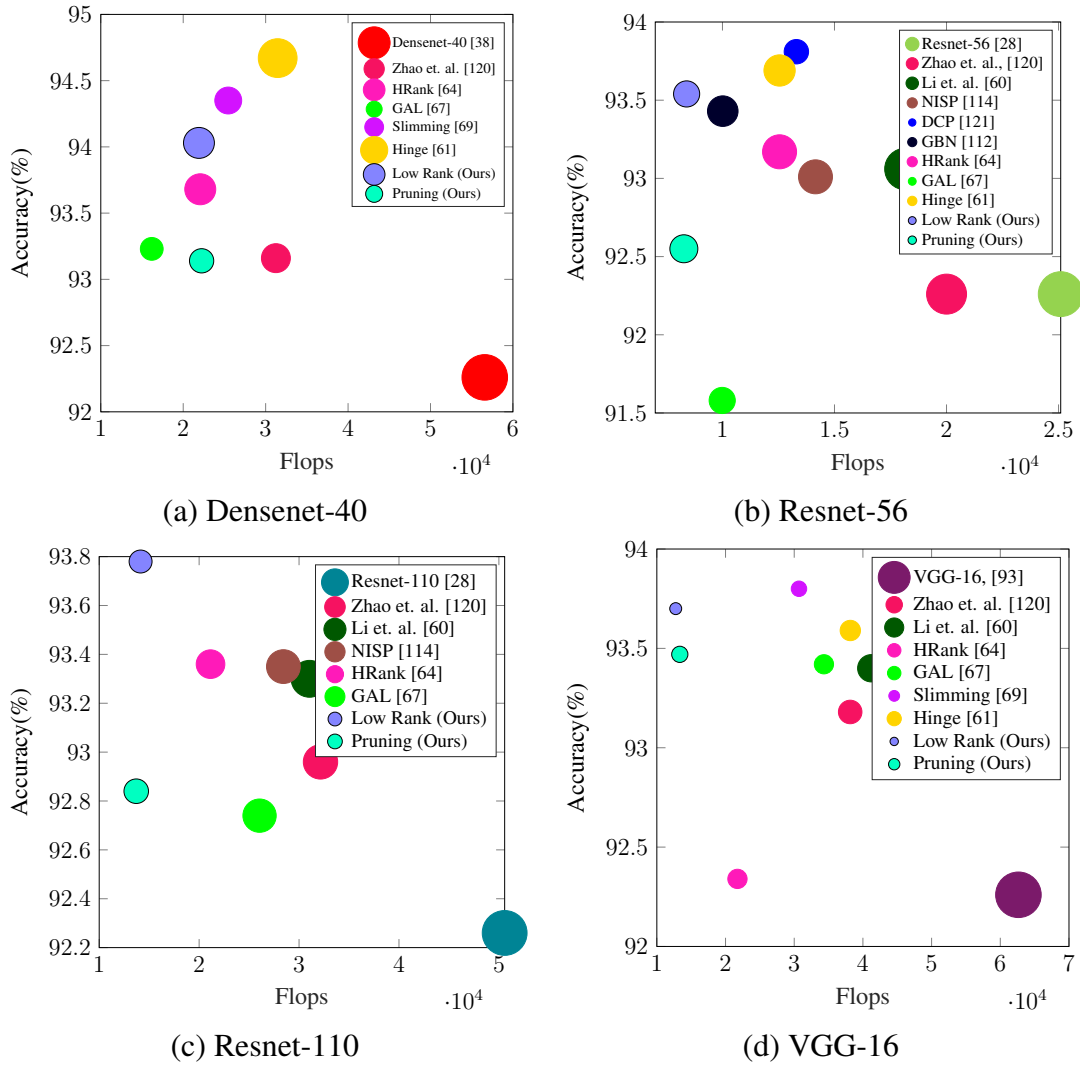 95
94.5
94
93.5
93
92.5
92
Accuracy(%)
1 2 3 4 5 6
·10^4
Flops
Densenet-40 [38]
Zhao et. al. [120]
HRank [64]
GAL [67]
Slimming [69]
Hinge [61]
Low Rank (Ours)
Pruning (Ours)
(a) Densenet-40
94
93.5
93
92.5
92
91.5
Accuracy(%)
1 1.5 2 2.5
·10^4
Flops
Resnet-56 [28]
Zhao et. al., [120]
Li et. al. [60]
NISP [114]
DCP [121]
GBN [112]
HRank [64]
GAL [67]
Hinge [61]
Low Rank (Ours)
Pruning (Ours)
(b) Resnet-56
93.8
93.6
93.4
93.2
93
92.8
92.6
92.4
92.2
Accuracy(%)
1 2 3 4 5
·10^4
Flops
Resnet-110 [28]
Zhao et. al. [120]
Li et. al. [60]
NISP [114]
HRank [64]
GAL [67]
Low Rank (Ours)
Pruning (Ours)
(c) Resnet-110
94
93.5
93
92.5
92
Accuracy(%)
1 2 3 4 5 6 7
·10^4
Flops
VGG-16, [93]
Zhao et. al. [120]
Li et. al. [60]
HRank [64]
GAL [67]
Slimming [69]
Hinge [61]
Low Rank (Ours)
Pruning (Ours)
(d) VGG-16